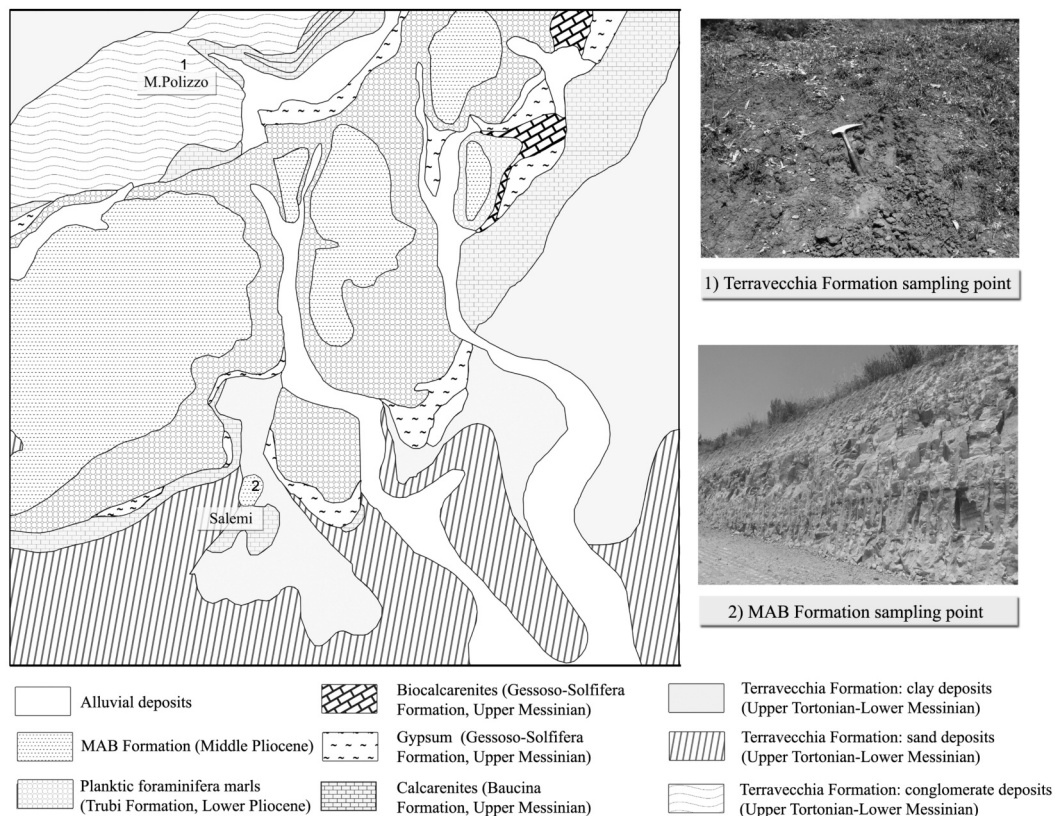 1
M.Polizzo
2
Salemi
1) Terravecchia Formation sampling point
2) MAB Formation sampling point
Alluvial deposits
MAB Formation (Middle Pliocene)
Planktic foraminifera marls
(Trubi Formation, Lower Pliocene)
Biocalcarenites (Gessoso-Solfifera
Formation, Upper Messinian)
Gypsum (Gessoso-Solfifera
Formation, Upper Messinian)
Calcarenites (Baucina
Formation, Upper Messinian)
Terravecchia Formation: clay deposits
(Upper Tortonian-Lower Messinian)
Terravecchia Formation: sand deposits
(Upper Tortonian-Lower Messinian)
Terravecchia Formation: conglomerate deposits
(Upper Tortonian-Lower Messinian)